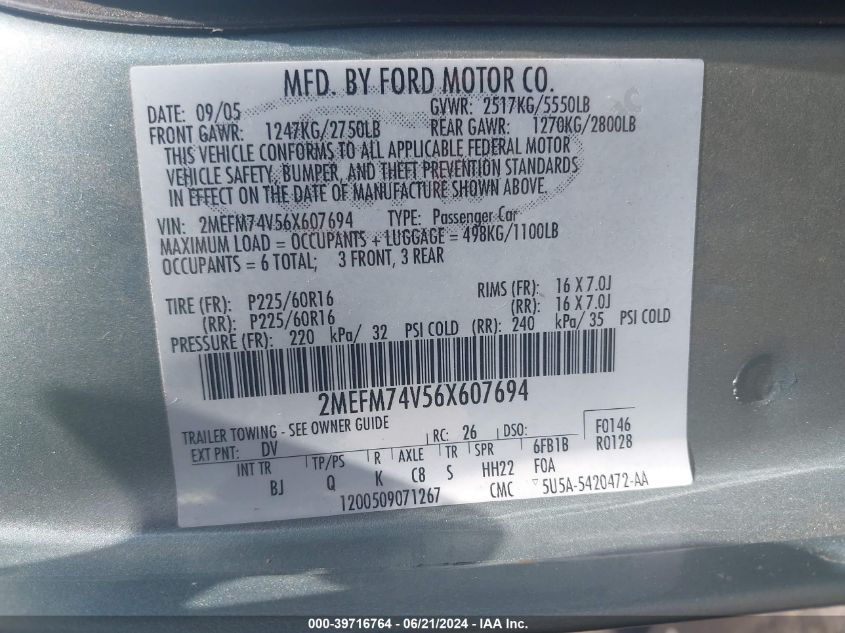 MFD. BY FORD MOTOR CO.
DATE: 09/05 GVWR: 2517KG/5550LB
FRONT GAWR: 1247KG/2750LB REAR GAWR: 1270KG/2800LB
THIS VEHICLE CONFORMS TO ALL APPLICABLE FEDERAL MOTOR
VEHICLE SAFETY, BUMPER, AND THEFT PREVENTION STANDARDS
IN EFFECT ON THE DATE OF MANUFACTURE SHOWN ABOVE.
VIN: 2MEFM74V56X607694 TYPE: Passenger Car
MAXIMUM LOAD = OCCUPANTS + LUGGAGE = 498KG/1100LB
OCCUPANTS = 6 TOTAL; 3 FRONT, 3 REAR
TIRE (FR): P225/60R16 RIMS (FR): 16 X 7.0J
(RR): P225/60R16 (RR): 16 X 7.0J
PRESSURE (FR): 220 kPa/ 32 PSI COLD (RR): 240 kPa/ 35 PSI COLD
2MEFM74V56X607694
TRAILER TOWING - SEE OWNER GUIDE
EXT PNT: DV RC: 26 DSO: F0146
INT TR TP/PS R AXLE TR SPR 6FB1B R0128
BJ Q K C8 S HH22 FOA
1200509071267 CMC 5U5A-5420472-AA
000-39716764 - 06/21/2024 - IAA Inc.